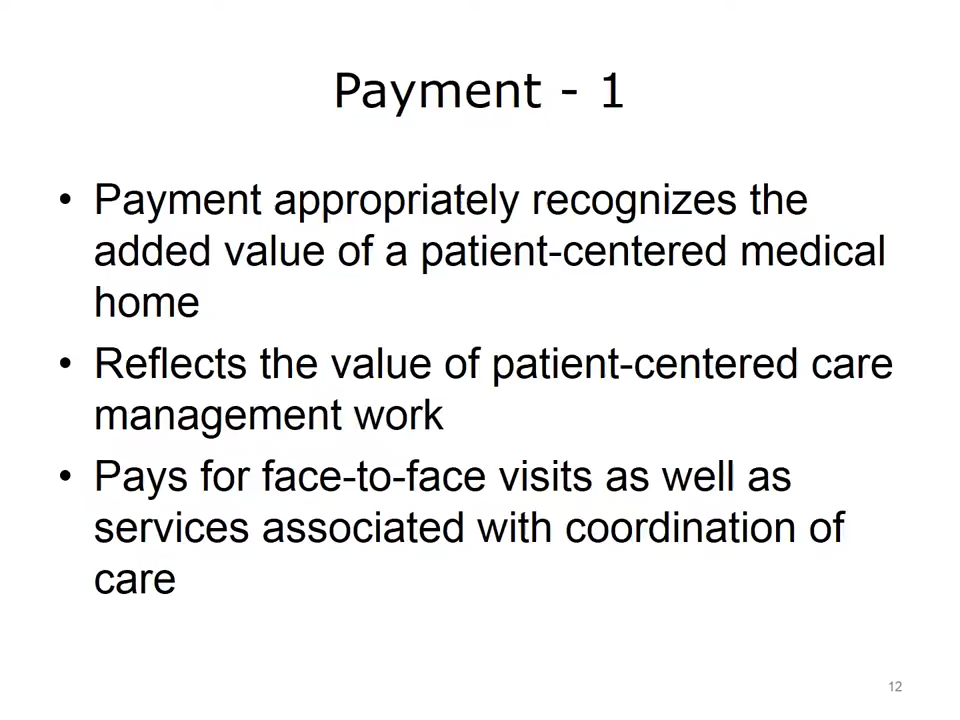 Payment - 1
• Payment appropriately recognizes the
added value of a patient-centered medical
home
• Reflects the value of patient-centered care
management work
• Pays for face-to-face visits as well as
services associated with coordination of
care
12